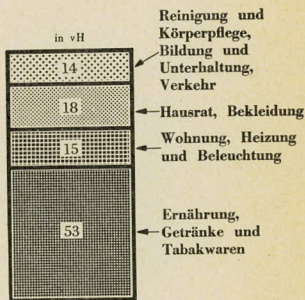 in vH
14
Reinigung und
Körperpflege,
Bildung und
Unterhaltung,
Verkehr
18
Hausrat, Bekleidung
15
Wohnung, Heizung
und Beleuchtung
53
Ernährung,
Getränke und
Tabakwaren